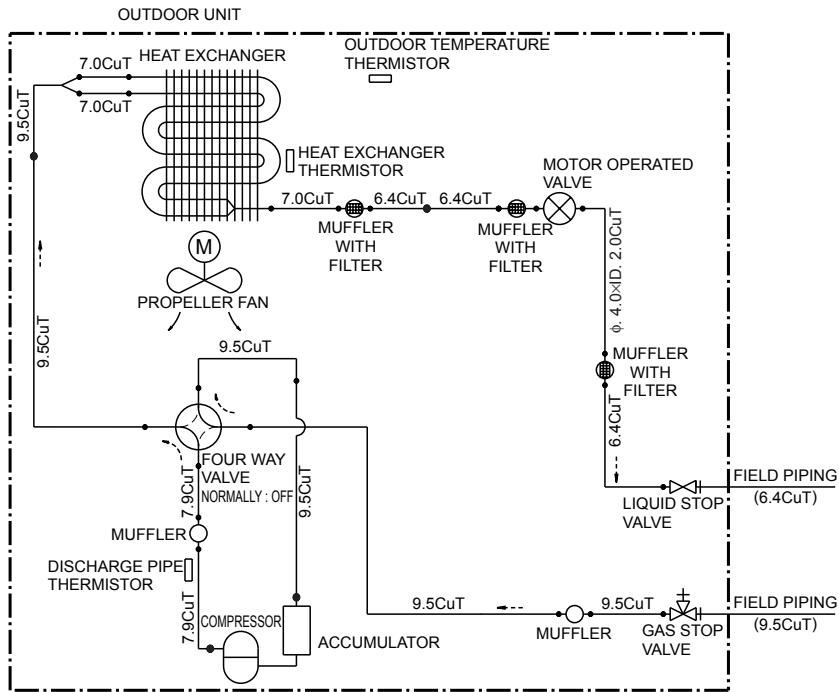 OUTDOOR UNIT
HEAT EXCHANGER
OUTDOOR TEMPERATURE
THERMISTOR
7.0CuT
7.0CuT
9.5CuT
HEAT EXCHANGER
THERMISTOR
MOTOR OPERATED
VALVE
7.0CuT
6.4CuT
6.4CuT
MUFFLER
WITH
FILTER
MUFFLER
WITH
FILTER
M
PROPELLER FAN
ϕ. 4.0×ID. 2.0CuT
9.5CuT
9.5CuT
MUFFLER
WITH
FILTER
6.4CuT
FOUR WAY
VALVE
NORMALLY : OFF
7.9CuT
9.5CuT
FIELD PIPING
(6.4CuT)
LIQUID STOP
VALVE
MUFFLER
DISCHARGE PIPE
THERMISTOR
7.9CuT
COMPRESSOR
ACCUMULATOR
9.5CuT
9.5CuT
MUFFLER
GAS STOP
VALVE
FIELD PIPING
(9.5CuT)